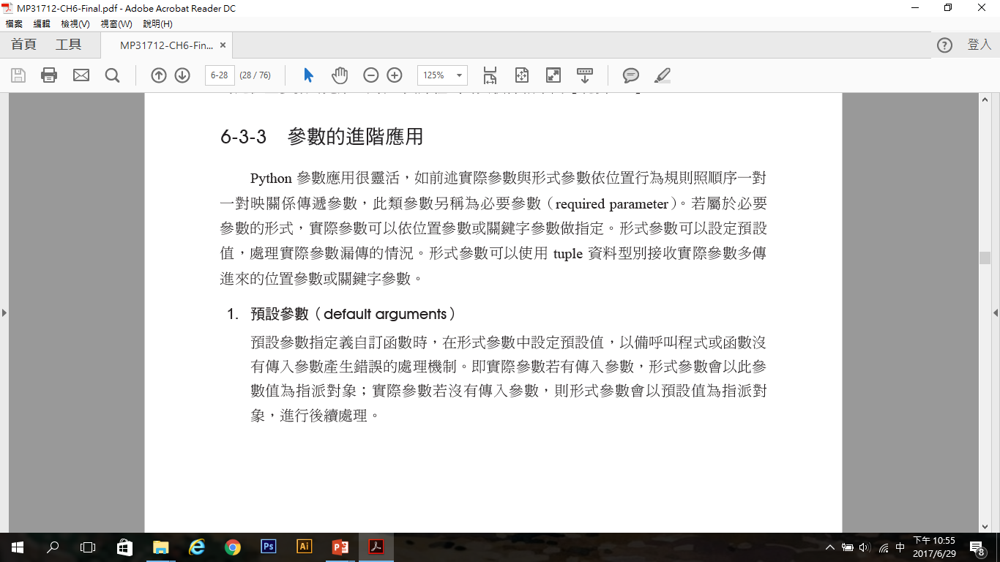 MP31712-CH6-Final.pdf - Adobe Acrobat Reader DC
檔案 編輯 檢視(V) 視窗(W) 說明(H)
首頁 工具 MP31712-CH6-Fin... × 登入
6-28 (28 / 76) 125%
6-3-3 參數的進階應用
Python 參數應用很靈活，如前述實際參數與形式參數依位置行為規則照順序一對
一對映關係傳遞參數，此類參數另稱為必要參數（required parameter）。若屬於必要
參數的形式，實際參數可以依位置參數或關鍵字參數做指定。形式參數可以設定預設
值，處理實際參數漏傳的情況。形式參數可以使用 tuple 資料型別接收實際參數多傳
進來的位置參數或關鍵字參數。
1. 預設參數（default arguments）
預設參數指定義自訂函數時，在形式參數中設定預設值，以備呼叫程式或函數沒
有傳入參數產生錯誤的處理機制。即實際參數若有傳入參數，形式參數會以此參
數值為指派對象；實際參數若沒有傳入參數，則形式參數會以預設值為指派對
象，進行後續處理。
Ps Ai P 中 下午 10:55
2017/6/29 8